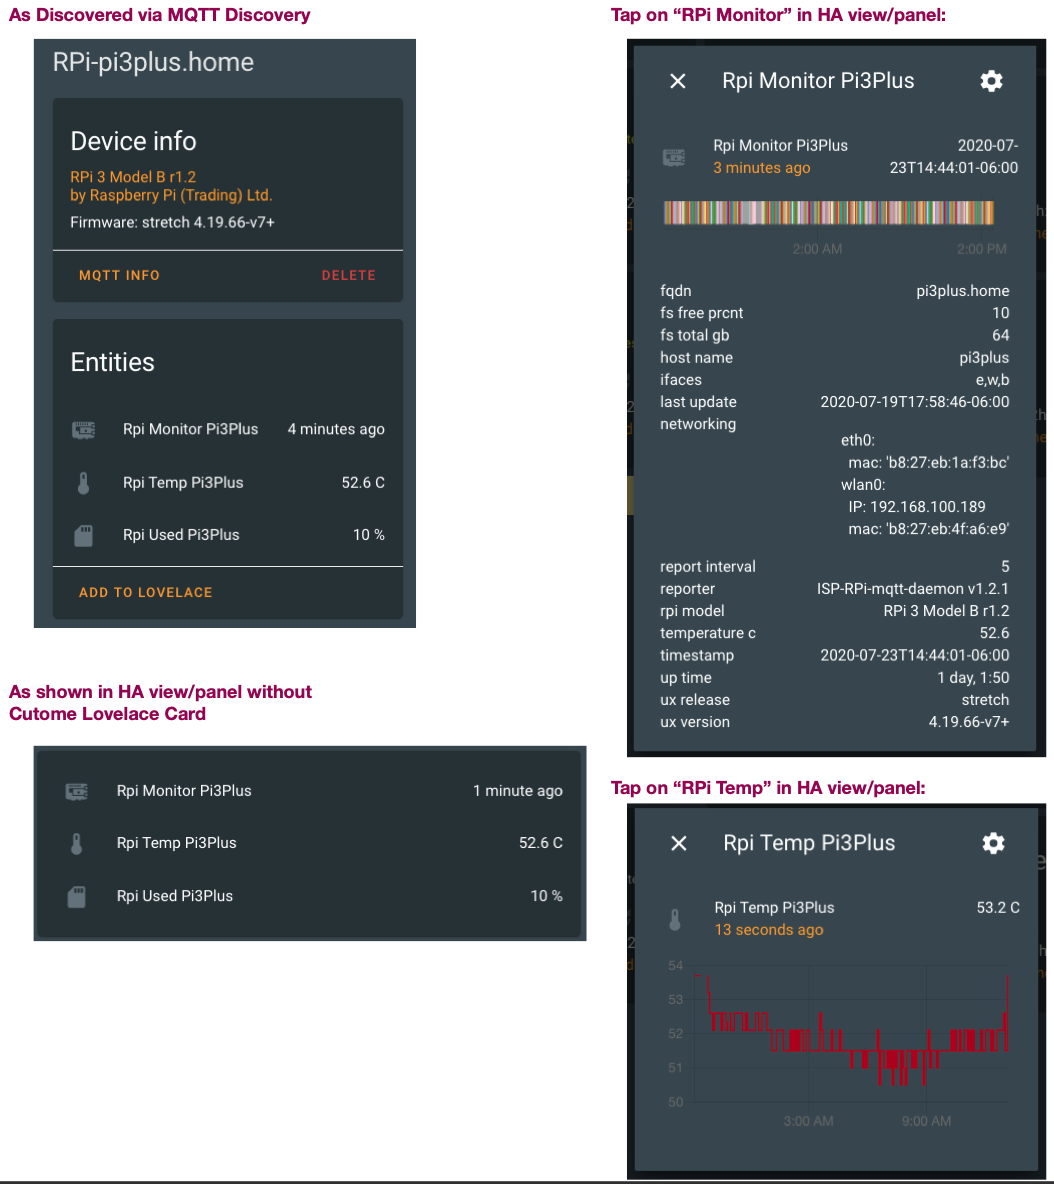 As Discovered via MQTT Discovery
RPi-pi3plus.home
Device info
RPi 3 Model B r1.2
by Raspberry Pi (Trading) Ltd.
Firmware: stretch 4.19.66-v7+
MQTT INFO DELETE
Entities
Rpi Monitor Pi3Plus 4 minutes ago
Rpi Temp Pi3Plus 52.6 C
Rpi Used Pi3Plus 10 %
ADD TO LOVELACE
As shown in HA view/panel without
Cutome Lovelace Card
Rpi Monitor Pi3Plus 1 minute ago
Rpi Temp Pi3Plus 52.6 C
Rpi Used Pi3Plus 10 %
Tap on “RPi Monitor” in HA view/panel:
Rpi Monitor Pi3Plus
Rpi Monitor Pi3Plus 2020-07-
3 minutes ago 23T14:44:01-06:00
2:00 AM 2:00 PM
fqdn pi3plus.home
fs free prcnt 10
fs total gb 64
host name pi3plus
ifaces e,w,b
last update 2020-07-19T17:58:46-06:00
networking
eth0:
mac: 'b8:27:eb:1a:f3:bc'
wlan0:
IP: 192.168.100.189
mac: 'b8:27:eb:4f:a6:e9'
report interval 5
reporter ISP-RPi-mqtt-daemon v1.2.1
rpi model RPi 3 Model B r1.2
temperature c 52.6
timestamp 2020-07-23T14:44:01-06:00
up time 1 day, 1:50
ux release stretch
ux version 4.19.66-v7+
Tap on “RPi Temp” in HA view/panel:
Rpi Temp Pi3Plus
Rpi Temp Pi3Plus 53.2 C
13 seconds ago
54
53
52
51
50
3:00 AM 9:00 AM